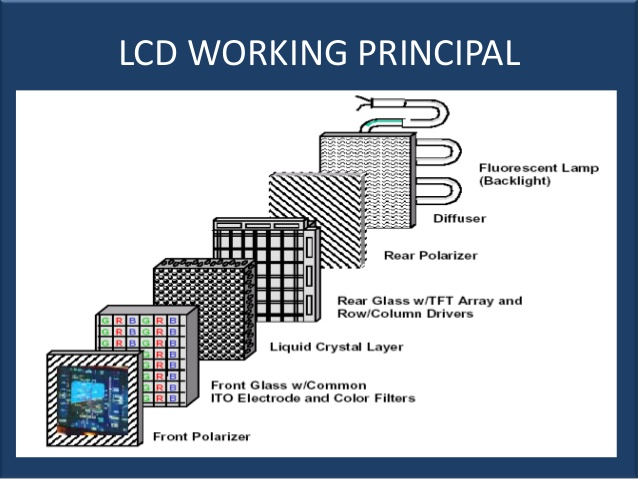 LCD WORKING PRINCIPAL
Fluorescent Lamp
(Backlight)
Diffuser
Rear Polarizer
Rear Glass w/TFT Array and
Row/Column Drivers
Liquid Crystal Layer
G R B G R B
G R B G R B
G R B G R B
G R B
G R B
G R B
R B
Front Glass w/Common
ITO Electrode and Color Filters
Front Polarizer